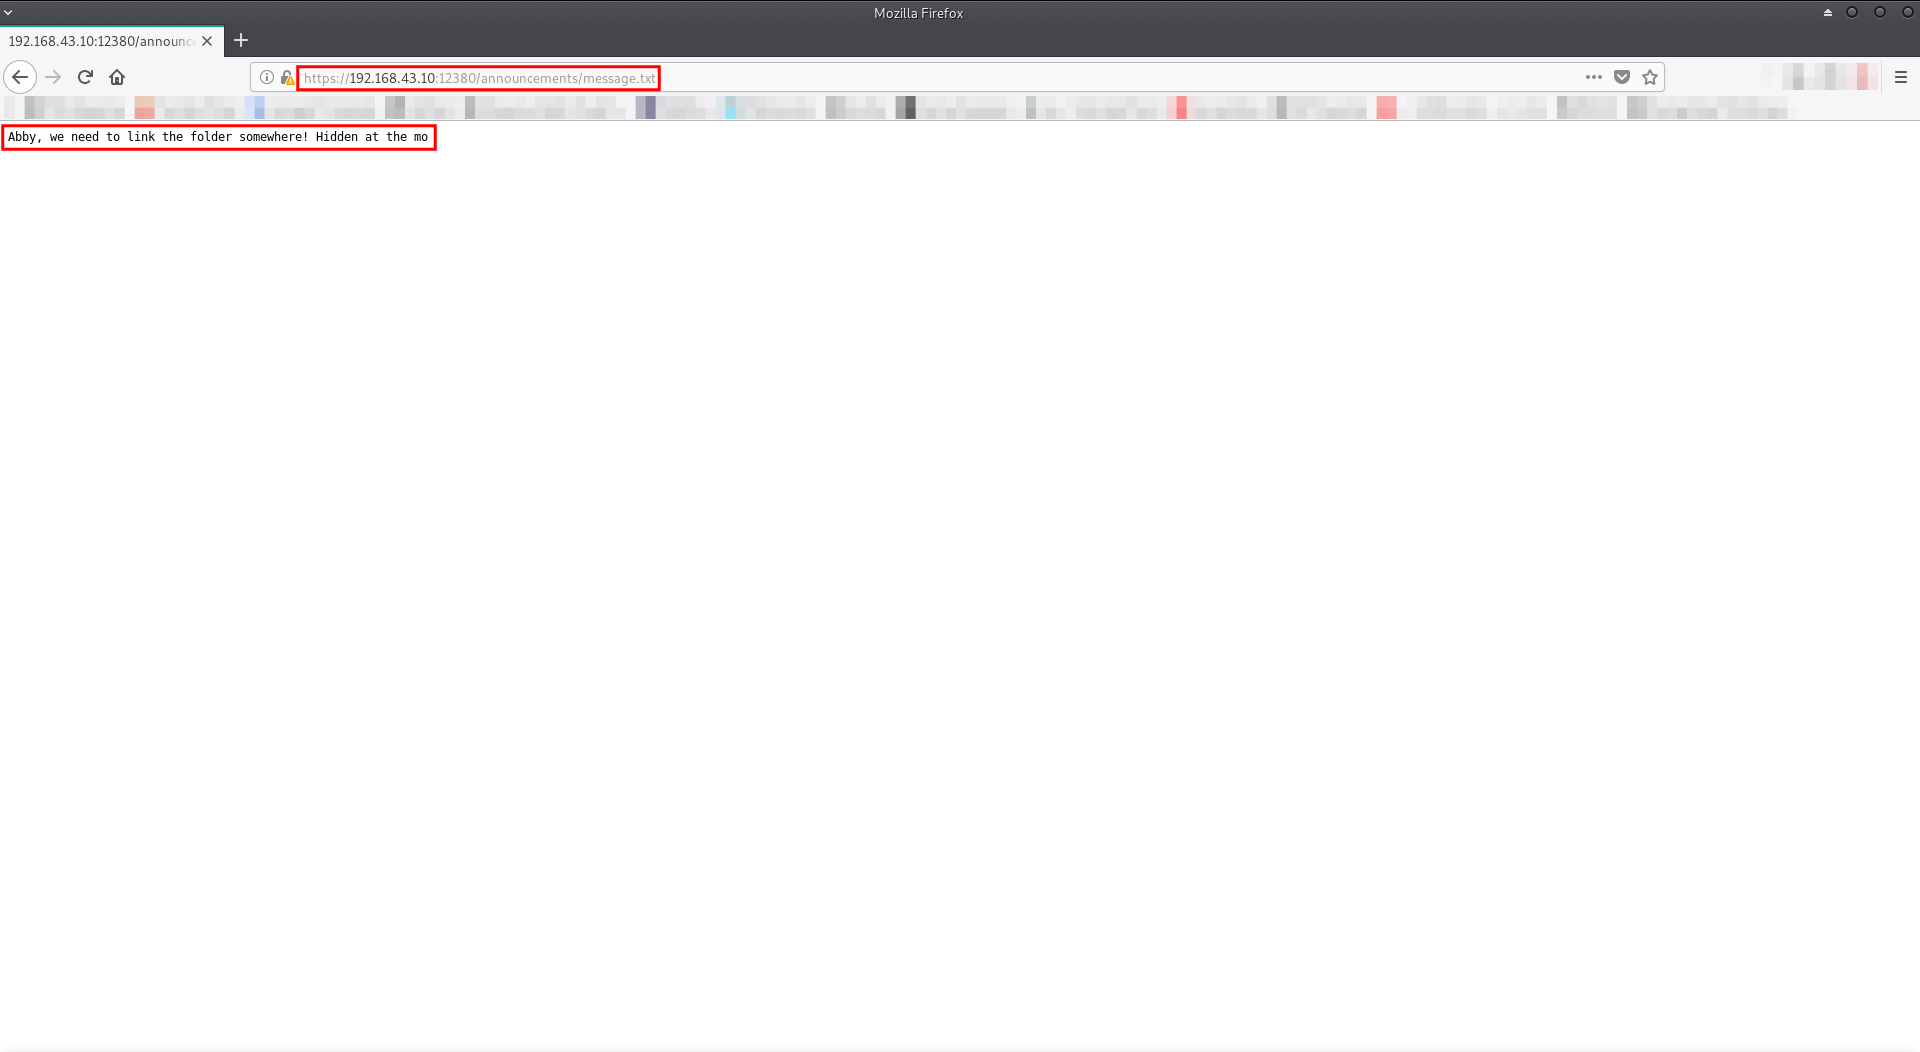 Mozilla Firefox
192.168.43.10:12380/announc
https://192.168.43.10:12380/announcements/message.txt
Abby, we need to link the folder somewhere! Hidden at the mo